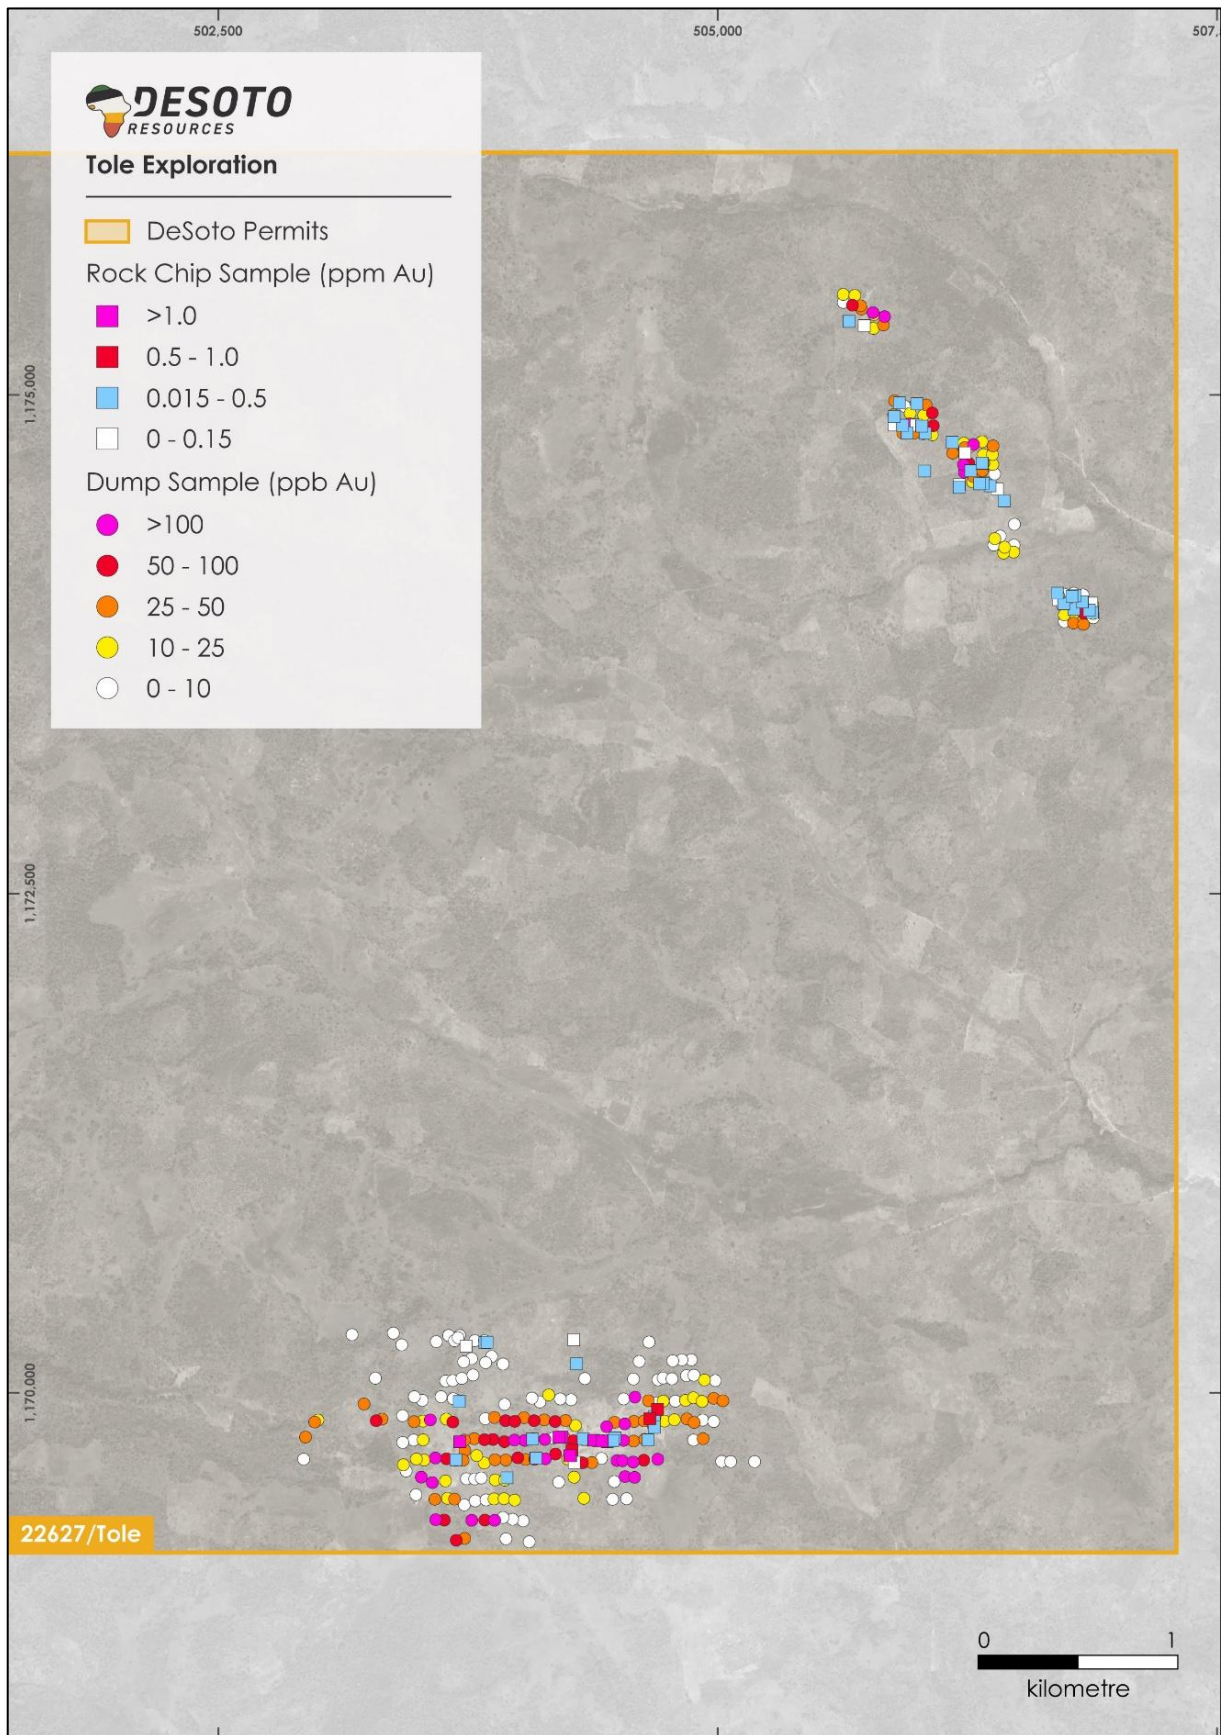 502,500
505,000
507,
DESOTO
RESOURCES
Tole Exploration
DeSoto Permits
Rock Chip Sample (ppm Au)
>1.0
0.5 - 1.0
0.015 - 0.5
0 - 0.15
Dump Sample (ppb Au)
>100
50 - 100
25 - 50
10 - 25
0 - 10
1,175,000
1,172,500
1,170,000
22627/Tole
0 1
kilometre